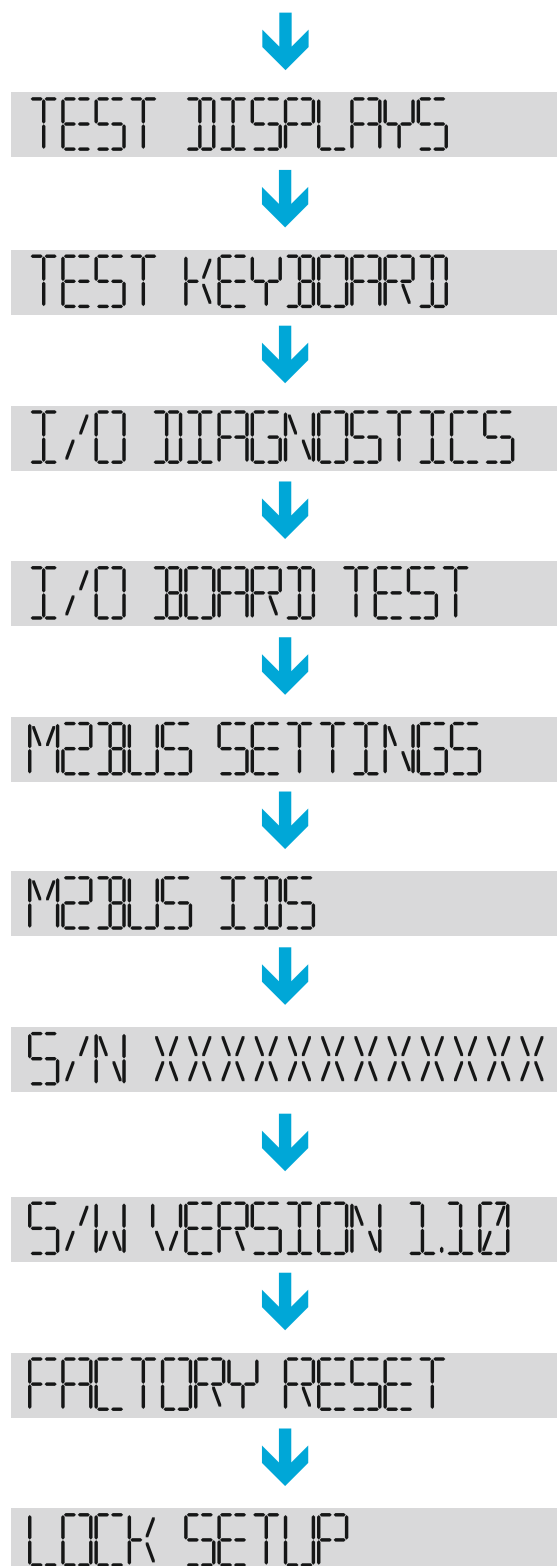 TEST DISPLAYS
TEST KEYBOARD
I/O DIAGNOSTICS
I/O BOARD TEST
M2BUS SETTINGS
M2BUS IDS
S/N XXXXXXXXXXXX
S/W VERSION 1.10
FACTORY RESET
LOCK SETUP